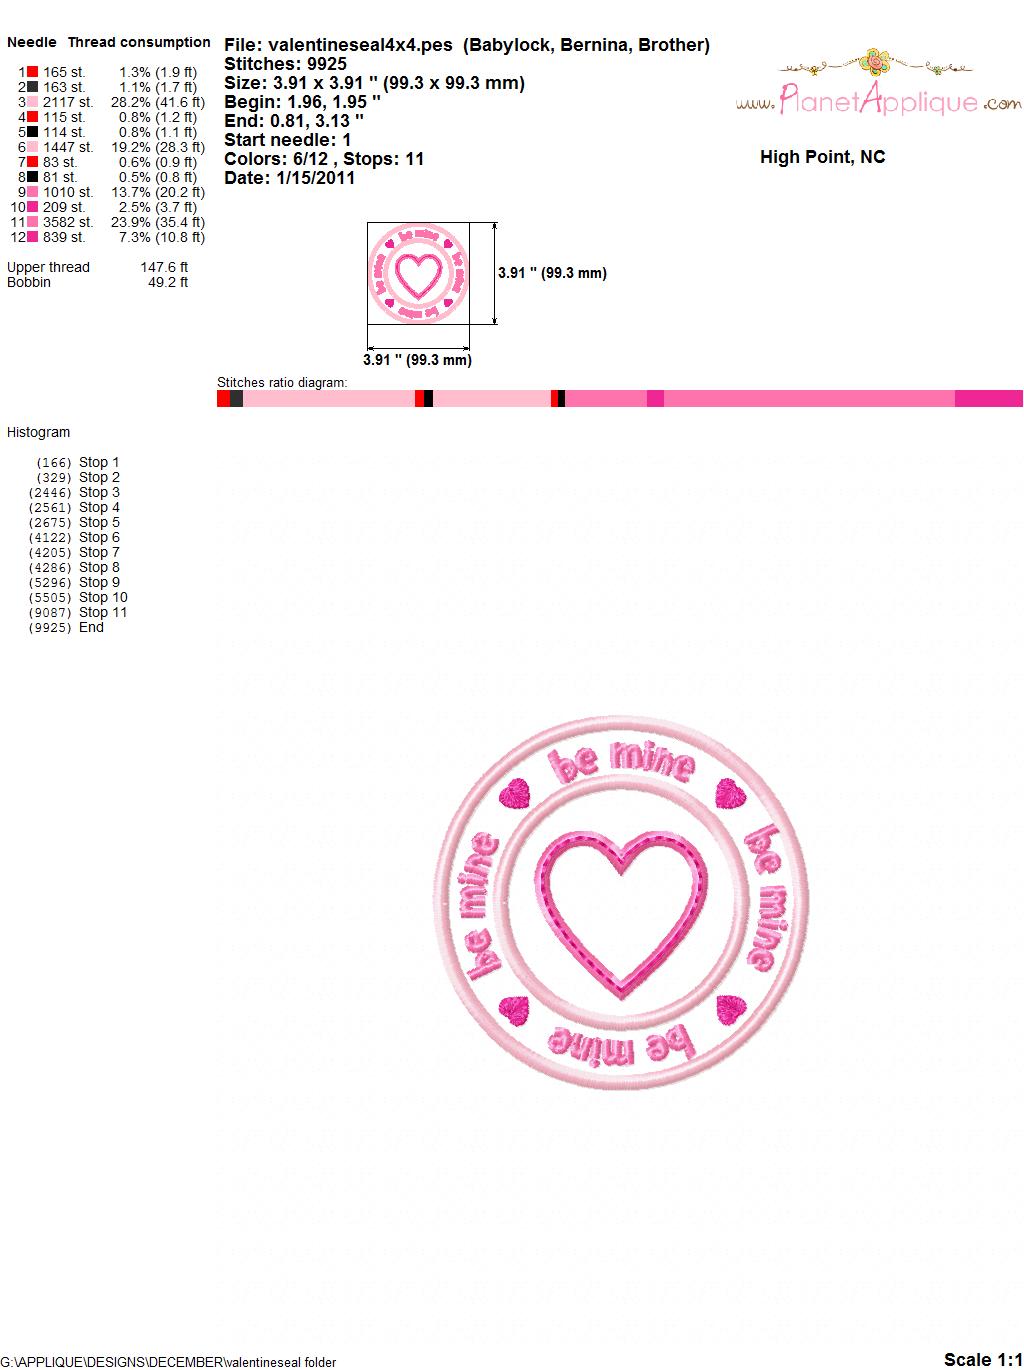 Needle Thread consumption
1 165 st. 1.3% (1.9 ft)
2 163 st. 1.1% (1.7 ft)
3 2117 st. 28.2% (41.6 ft)
4 115 st. 0.8% (1.2 ft)
5 114 st. 0.8% (1.1 ft)
6 1447 st. 19.2% (28.3 ft)
7 83 st. 0.6% (0.9 ft)
8 81 st. 0.5% (0.8 ft)
9 1010 st. 13.7% (20.2 ft)
10 209 st. 2.5% (3.7 ft)
11 3582 st. 23.9% (35.4 ft)
12 839 st. 7.3% (10.8 ft)
Upper thread 147.6 ft
Bobbin 49.2 ft
File: valentineseal4x4.pes (Babylock, Bernina, Brother)
Stitches: 9925
Size: 3.91 x 3.91 " (99.3 x 99.3 mm)
Begin: 1.96, 1.95 "
End: 0.81, 3.13 "
Start needle: 1
Colors: 6/12 , Stops: 11
Date: 1/15/2011
www.PlanetApplique.com
High Point, NC
be mine
be mine
be mine
be mine
3.91 " (99.3 mm)
3.91 " (99.3 mm)
Stitches ratio diagram:
Histogram
(166) Stop 1
(329) Stop 2
(2446) Stop 3
(2561) Stop 4
(2675) Stop 5
(4122) Stop 6
(4205) Stop 7
(4286) Stop 8
(5296) Stop 9
(5505) Stop 10
(9087) Stop 11
(9925) End
be mine
be mine
be mine
be mine
G:\APPLIQUE\DESIGNS\DECEMBER\valentineseal folder
Scale 1:1